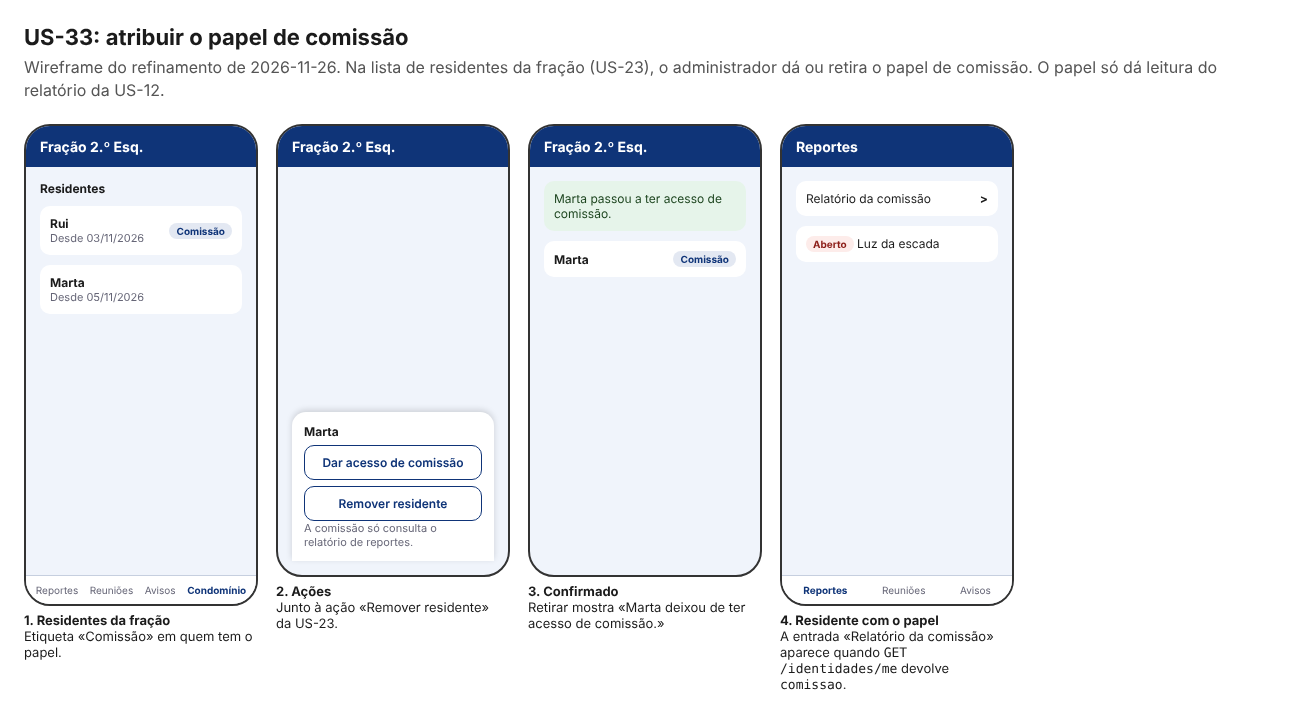 US-33: atribuir o papel de comissão
Wireframe do refinamento de 2026-11-26. Na lista de residentes da fração (US-23), o administrador dá ou retira o papel de comissão. O papel só dá leitura do
relatório da US-12.
Fração 2.º Esq.
Residentes
Rui
Desde 03/11/2026
Comissão
Marta
Desde 05/11/2026
Reportes Reuniões Avisos Condomínio
1. Residentes da fração
Etiqueta «Comissão» em quem tem o
papel.
Fração 2.º Esq.
Marta
Dar acesso de comissão
Remover residente
A comissão só consulta o
relatório de reportes.
2. Ações
Junto à ação «Remover residente»
da US-23.
Fração 2.º Esq.
Marta passou a ter acesso de
comissão.
Marta Comissão
3. Confirmado
Retirar mostra «Marta deixou de ter
acesso de comissão.»
Reportes
Relatório da comissão >
Aberto Luz da escada
Reportes Reuniões Avisos
4. Residente com o papel
A entrada «Relatório da comissão»
aparece quando GET
/identidades/me devolve
comissao.